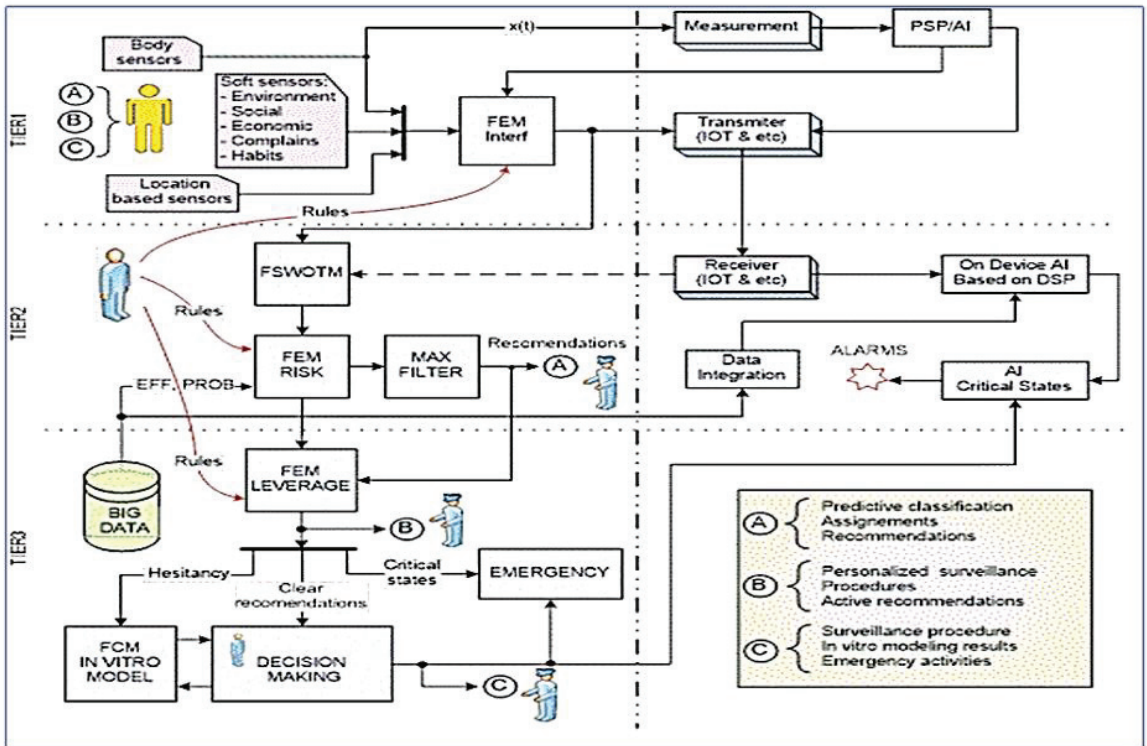 Body
sensors
x(t)
Measurement
PSP/AI
TIER1
A
B
C
Soft sensors:
- Environment
- Social
- Economic
- Complains
- Habits
FEM
Interf
Transmiter
(IOT & etc)
Location
based sensors
Rules
TIER2
FSWOTM
Receiver
(IOT & etc)
On Device AI
Based on DSP
Rules
FEM
RISK
MAX
FILTER
Recomendations
A
Data
Integration
ALARMS
AI
Critical States
EFF. PROB
TIER3
Rules
FEM
LEVERAGE
BIG
DATA
B
Hesitancy
Clear
recomendations
Critical
states
EMERGENCY
FCM
IN VITRO
MODEL
DECISION
MAKING
C
A
Predictive classification
Assignements
Recommendations
B
Personalized surveillance
Procedures
Active recommendations
C
Surveillance procedure
In vitro modeling results
Emergency activities